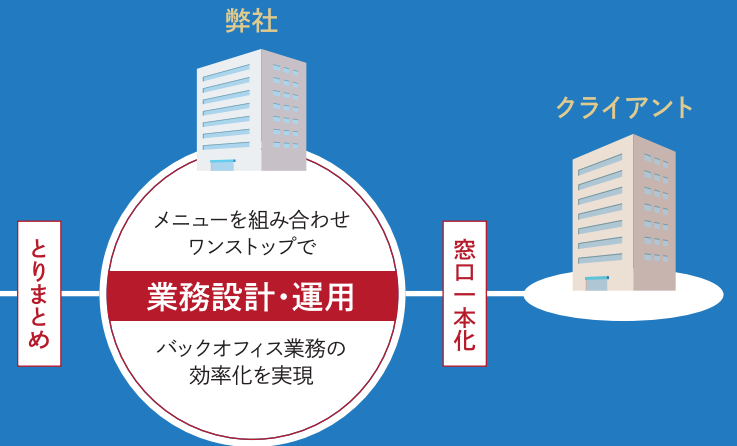 弊社
クライアント
とりまとめ
メニューを組み合わせ
ワンストップで
業務設計・運用
バックオフィス業務の
効率化を実現
窓口一本化